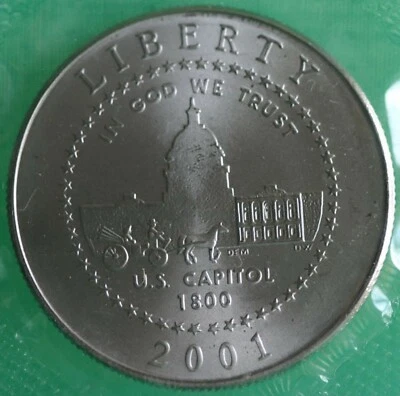 LIBERTY
IN GOD WE TRUST
U.S. CAPITOL
1800
2001